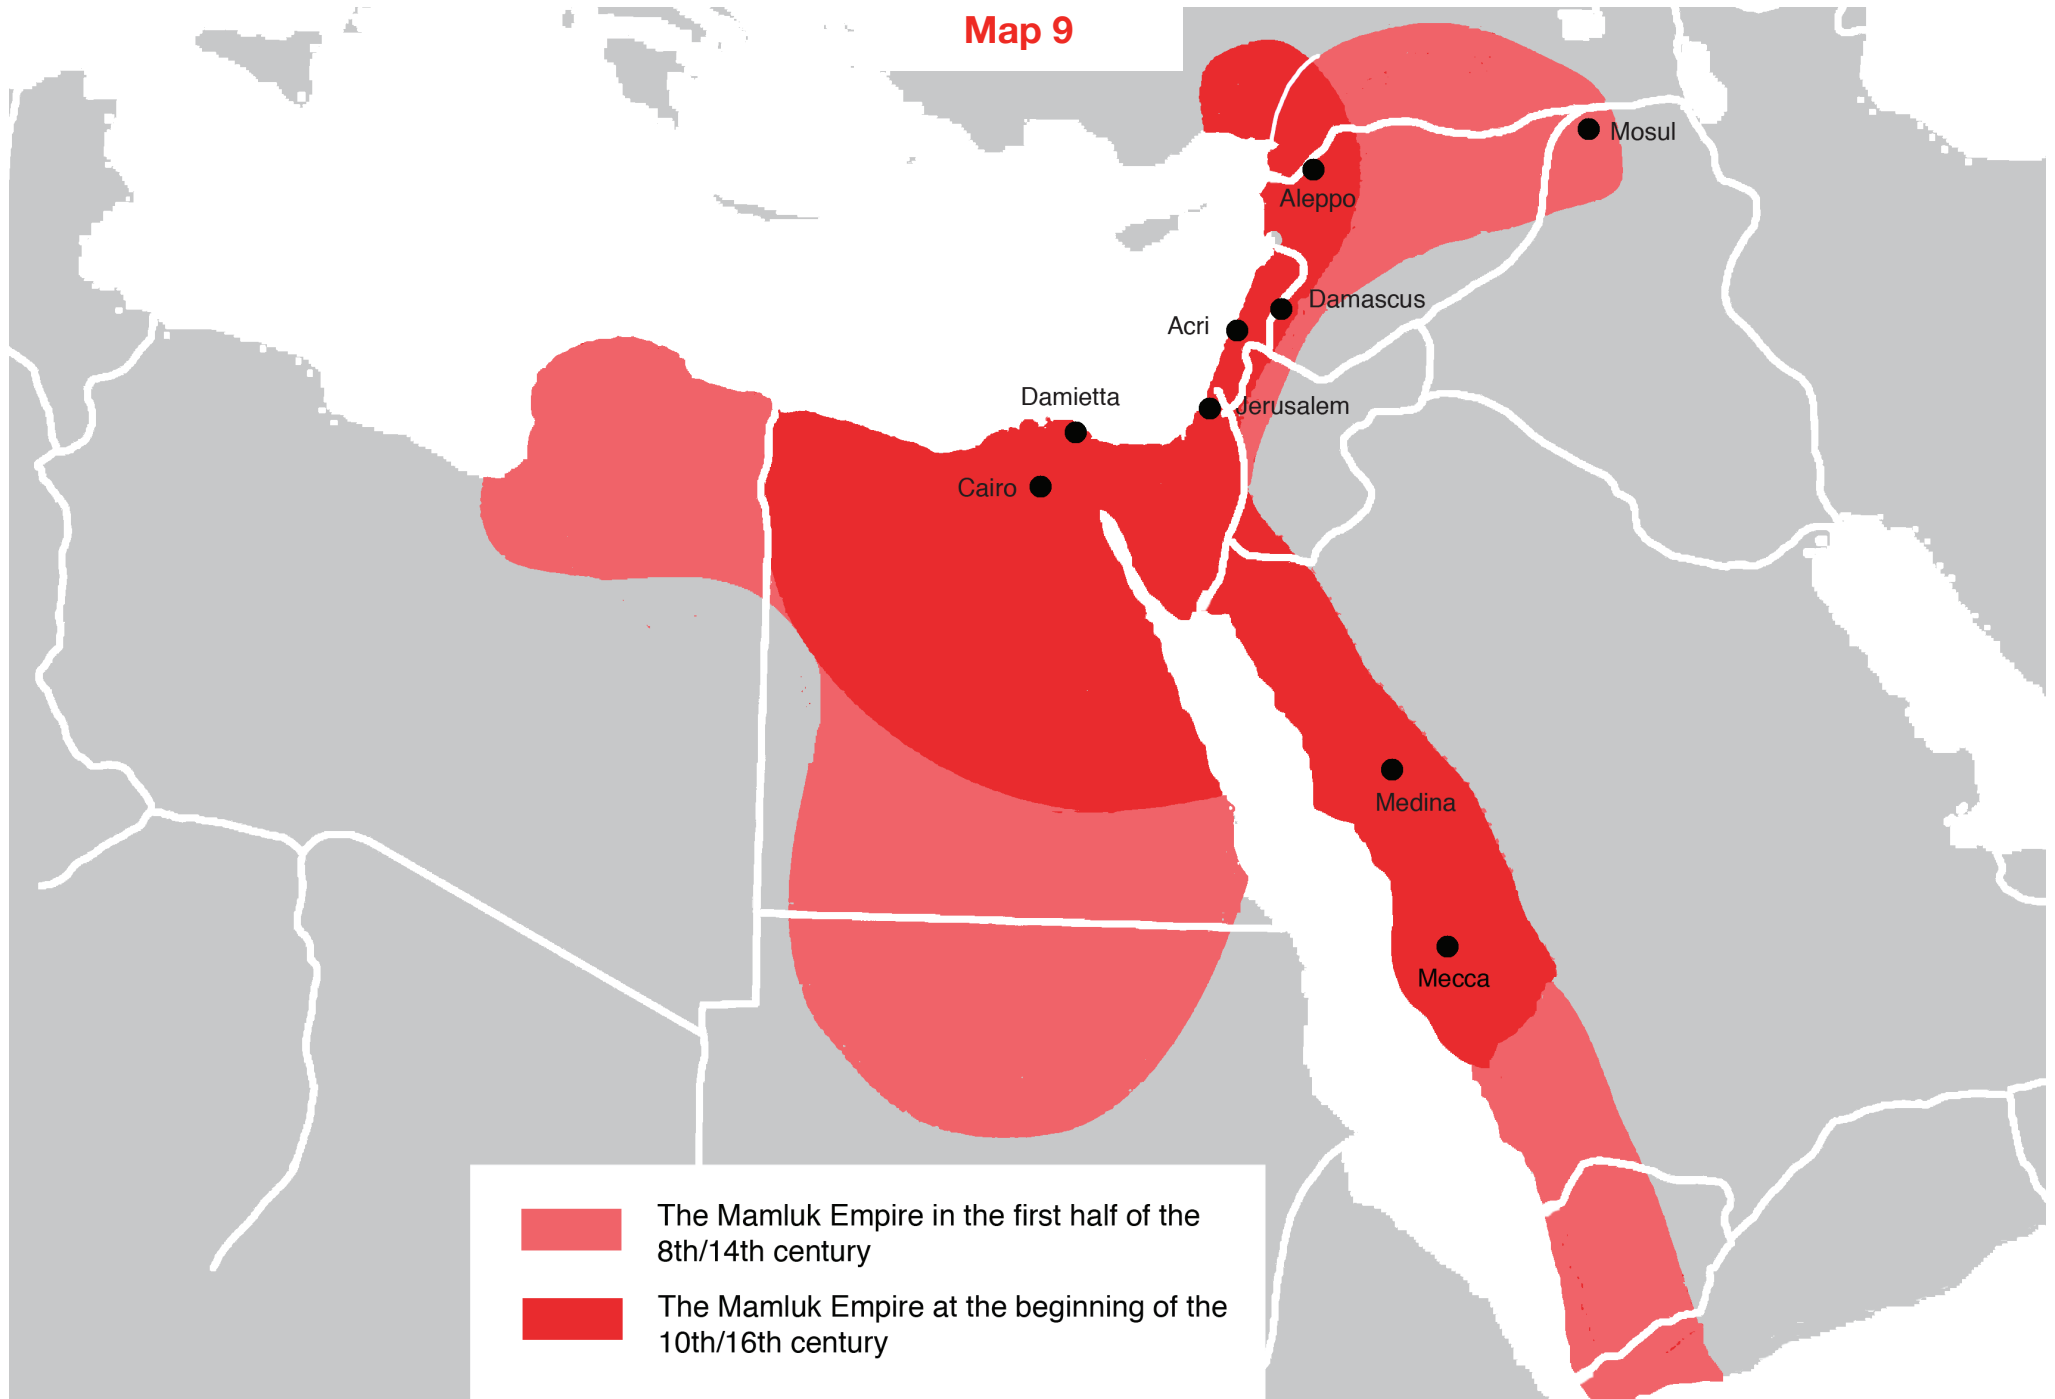 Map 9
Mosul
Aleppo
Damascus
Acri
Damietta
Jerusalem
Cairo
Medina
Mecca
The Mamluk Empire in the first half of the
8th/14th century
The Mamluk Empire at the beginning of the
10th/16th century